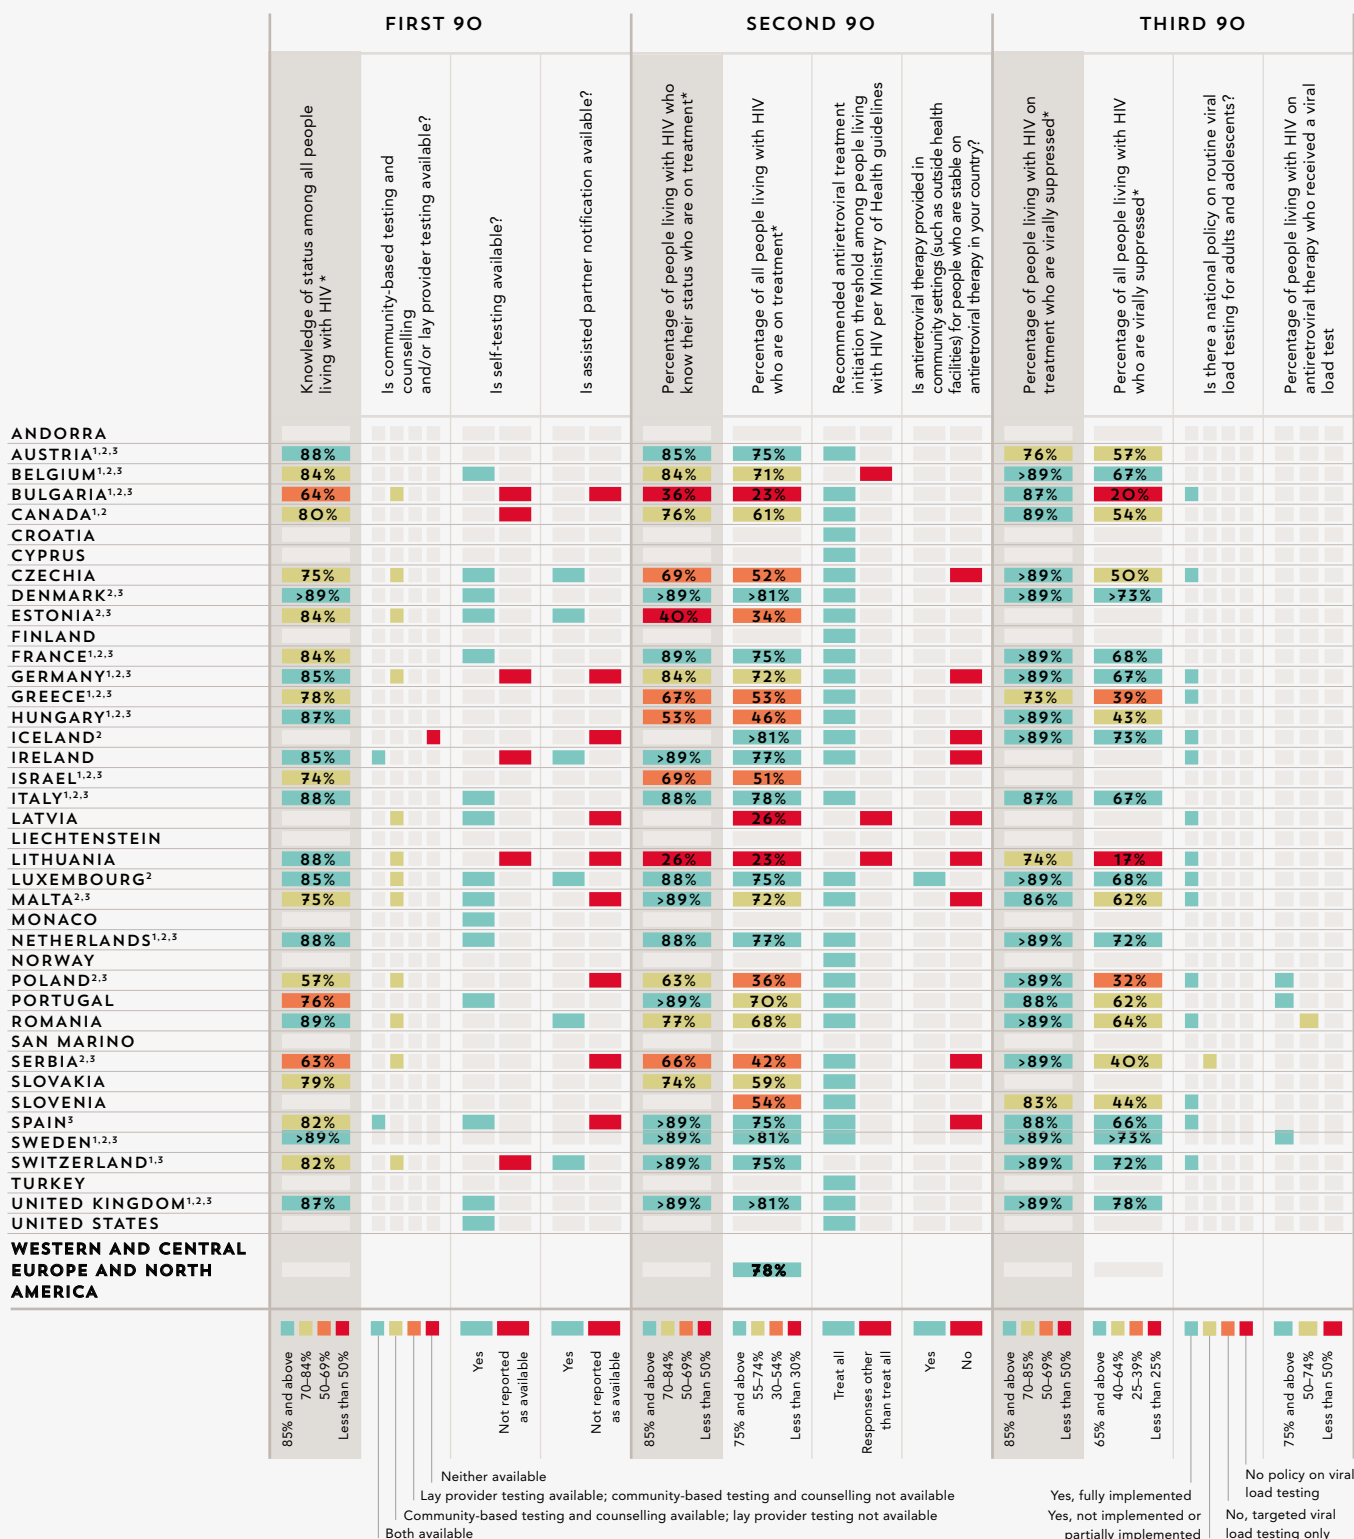 FIRST 90
SECOND 90
THIRD 90
Knowledge of status among all people
living with HIV *
Is community-based testing and
counselling
and/or lay provider testing available?
Is self-testing available?
Is assisted partner notification available?
Percentage of people living with HIV who
know their status who are on treatment*
Percentage of all people living with HIV
who are on treatment*
Recommended antiretroviral treatment
initiation threshold among people living
with HIV per Ministry of Health guidelines
Is antiretroviral therapy provided in
community settings (such as outside health
facilities) for people who are stable on
antiretroviral therapy in your country?
Percentage of people living with HIV on
treatment who are virally suppressed*
Percentage of all people living with HIV
who are virally suppressed*
Is there a national policy on routine viral
load testing for adults and adolescents?
Percentage of people living with HIV on
antiretroviral therapy who received a viral
load test
ANDORRA
AUSTRIA1,2,3 88% 85% 75% 76% 57%
BELGIUM1,2,3 84% 84% 71% >89% 67%
BULGARIA1,2,3 64% 36% 23% 87% 20%
CANADA1,2 80% 76% 61% 89% 54%
CROATIA
CYPRUS
CZECHIA 75% 69% 52% >89% 50%
DENMARK2,3 >89% >89% >81% >89% >73%
ESTONIA2,3 84% 40% 34%
FINLAND
FRANCE1,2,3 84% 89% 75% >89% 68%
GERMANY1,2,3 85% 84% 72% >89% 67%
GREECE1,2,3 78% 67% 53% 73% 39%
HUNGARY1,2,3 87% 53% 46% >89% 43%
ICELAND2 >81% >89% 73%
IRELAND 85% >89% 77%
ISRAEL1,2,3 74% 69% 51%
ITALY1,2,3 88% 88% 78% 87% 67%
LATVIA 26%
LIECHTENSTEIN
LITHUANIA 88% 26% 23% 74% 17%
LUXEMBOURG2 85% 88% 75% >89% 68%
MALTA2,3 75% >89% 72% 86% 62%
MONACO
NETHERLANDS1,2,3 88% 88% 77% >89% 72%
NORWAY
POLAND2,3 57% 63% 36% >89% 32%
PORTUGAL 76% >89% 70% 88% 62%
ROMANIA 89% 77% 68% >89% 64%
SAN MARINO
SERBIA2,3 63% 66% 42% >89% 40%
SLOVAKIA 79% 74% 59%
SLOVENIA 54% 83% 44%
SPAIN3 82% >89% 75% 88% 66%
SWEDEN1,2,3 >89% >89% >81% >89% >73%
SWITZERLAND1,3 82% >89% 75% >89% 72%
TURKEY
UNITED KINGDOM1,2,3 87% >89% >81% >89% 78%
UNITED STATES
WESTERN AND CENTRAL
EUROPE AND NORTH
AMERICA
78%
85% and above
70–84%
50–69%
Less than 50%
Yes
Not reported
as available
Yes
Not reported
as available
85% and above
70–84%
50–69%
Less than 50%
75% and above
55–74%
30–54%
Less than 30%
Treat all
Responses other
than treat all
Yes
No
85% and above
70–85%
50–69%
Less than 50%
65% and above
40–64%
25–39%
Less than 25%
75% and above
50–74%
Less than 50%
Neither available
Lay provider testing available; community-based testing and counselling not available
Community-based testing and counselling available; lay provider testing not available
Both available
No policy on viral
load testing
Yes, fully implemented
Yes, not implemented or
partially implemented
No, targeted viral
load testing only